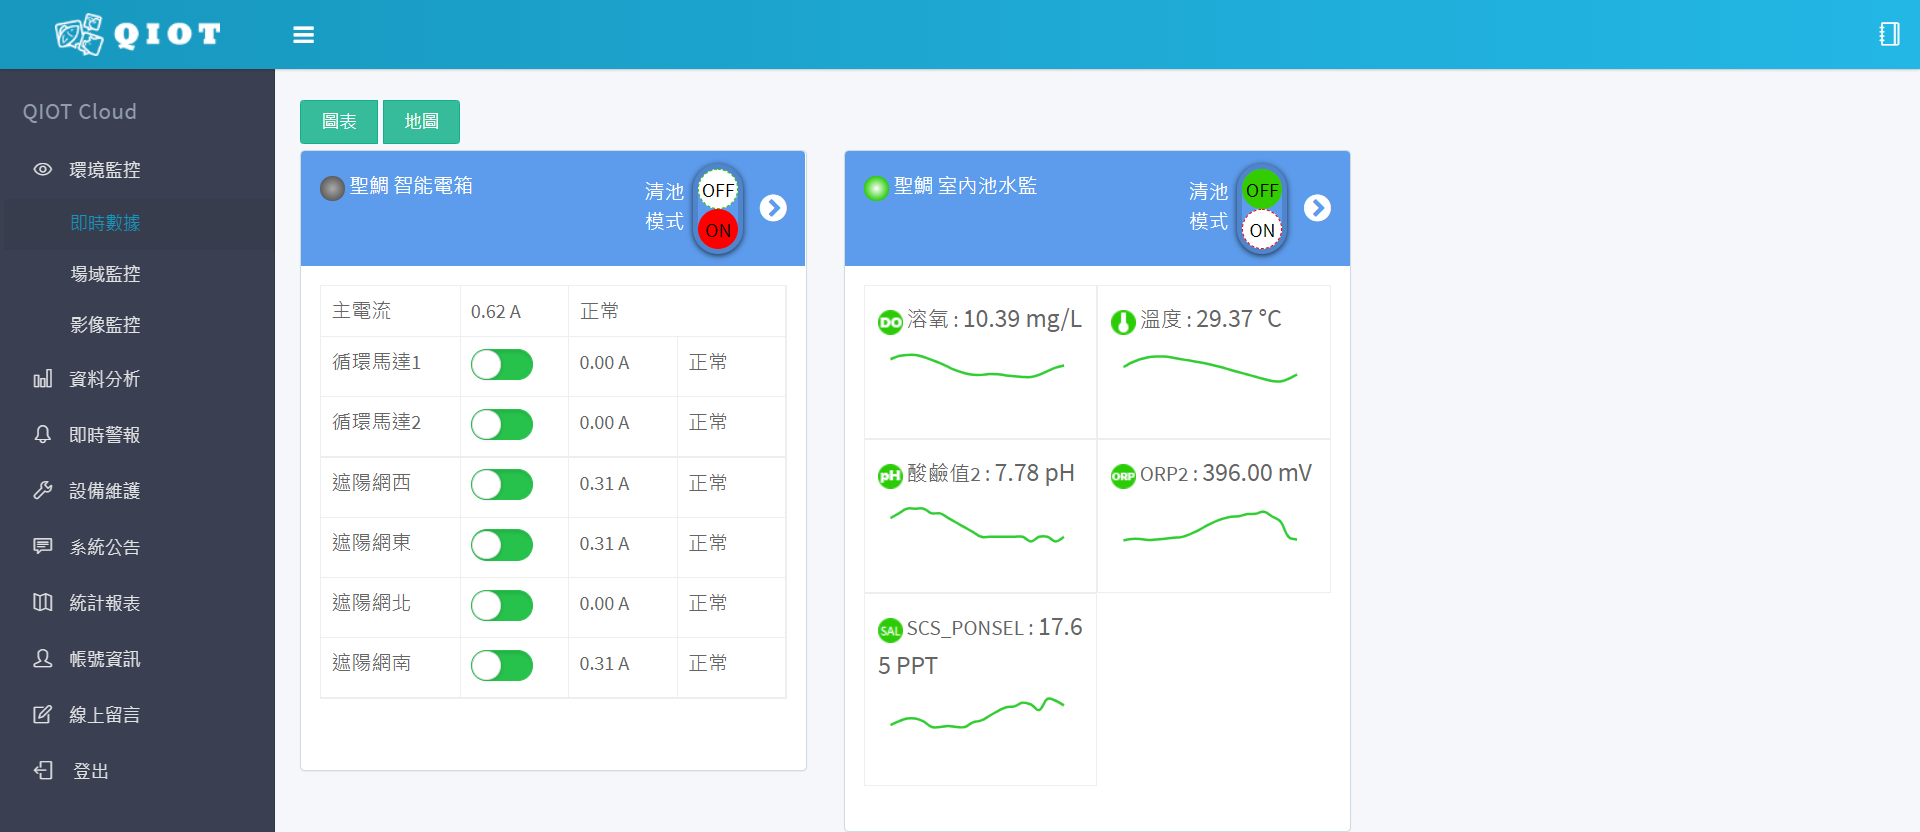 QIOT
QIOT Cloud
環境監控
即時數據
場域監控
影像監控
資料分析
即時警報
設備維護
系統公告
統計報表
帳號資訊
線上留言
登出
圖表
地圖
聖鯛 智能電箱
清池
模式
OFF
ON
主電流 0.62 A 正常
循環馬達1 0.00 A 正常
循環馬達2 0.00 A 正常
遮陽網西 0.31 A 正常
遮陽網東 0.31 A 正常
遮陽網北 0.00 A 正常
遮陽網南 0.31 A 正常
聖鯛 室內池水監
清池
模式
OFF
ON
DO 溶氧 : 10.39 mg/L
溫度 : 29.37 °C
pH 酸鹼值2 : 7.78 pH
ORP ORP2 : 396.00 mV
SAL SCS_PONSEL : 17.6
5 PPT